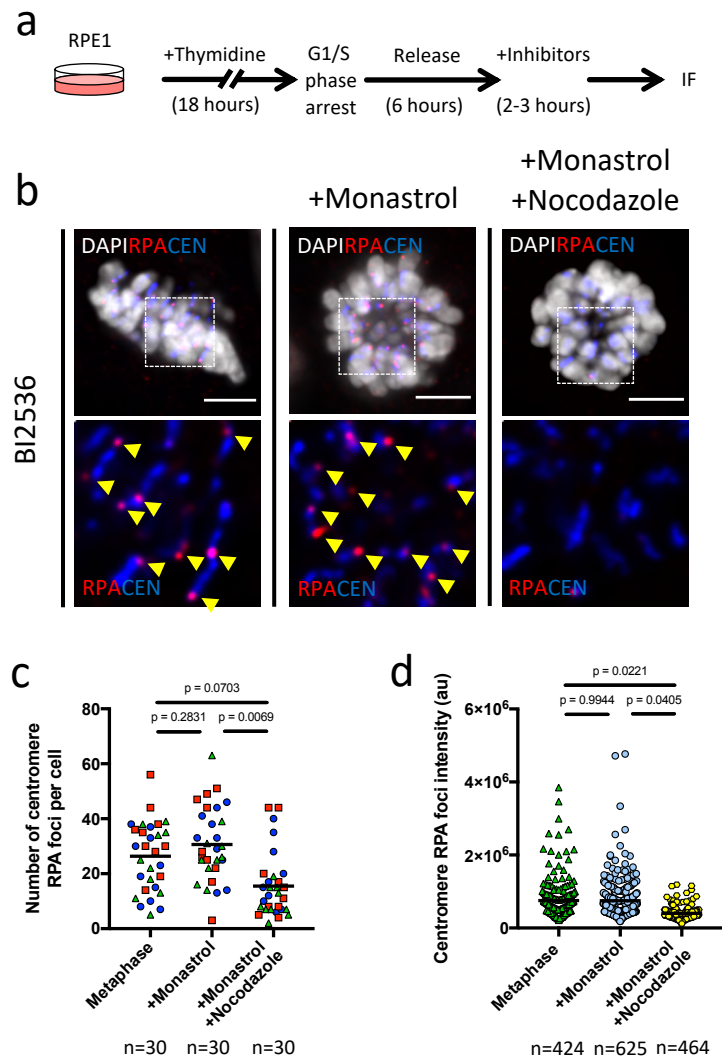 a
RPE1
+Thymidine
(18 hours)
G1/S
phase
arrest
Release
(6 hours)
+Inhibitors
(2-3 hours)
IF
b
+Monastrol
+Monastrol
+Nocodazole
BI2536
DAPIRPACEN
DAPIRPACEN
DAPIRPACEN
RPACEN
RPACEN
RPACEN
c
p = 0.0703
p = 0.2831
p = 0.0069
Number of centromere
RPA foci per cell
80
60
40
20
0
Metaphase
+Monastrol
+Monastrol
+Nocodazole
n=30
n=30
n=30
d
p = 0.0221
p = 0.9944
p = 0.0405
Centromere RPA foci intensity (au)
6×10⁶
4×10⁶
2×10⁶
0
Metaphase
+Monastrol
+Monastrol
+Nocodazole
n=424
n=625
n=464